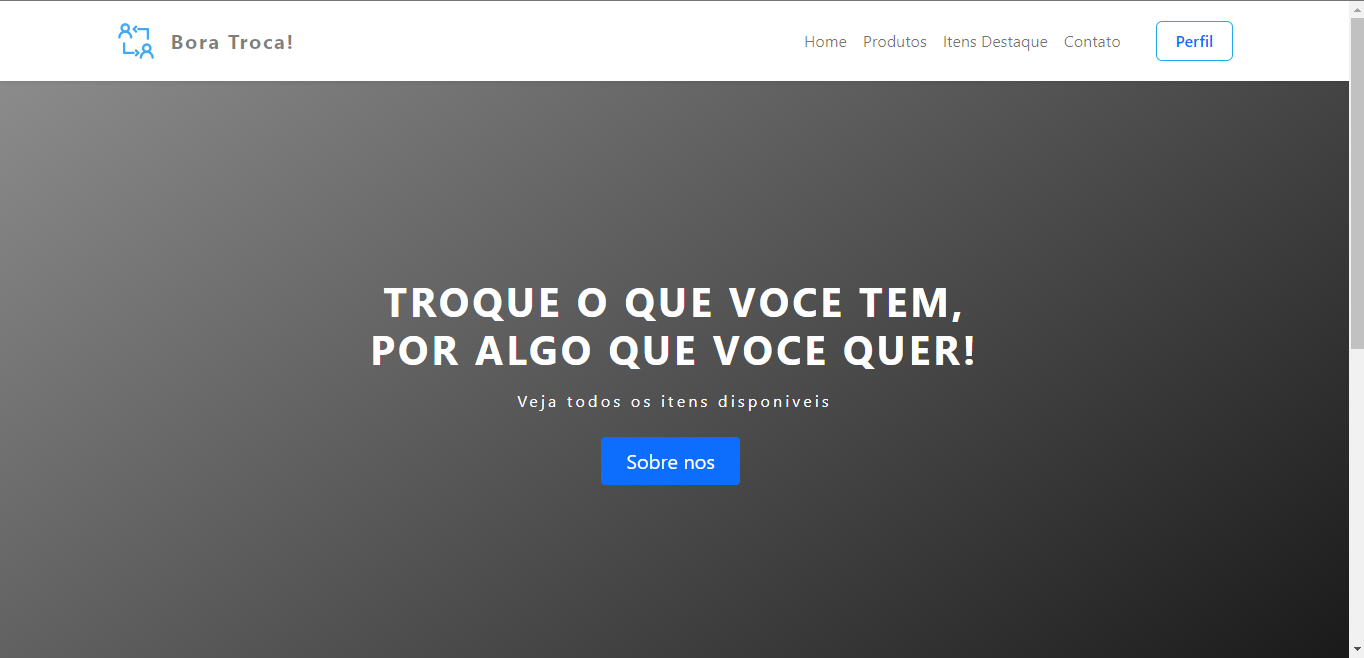 Bora Troca!
Home Produtos Itens Destaque Contato Perfil
TROQUE O QUE VOCE TEM,
POR ALGO QUE VOCE QUER!
Veja todos os itens disponiveis
Sobre nos